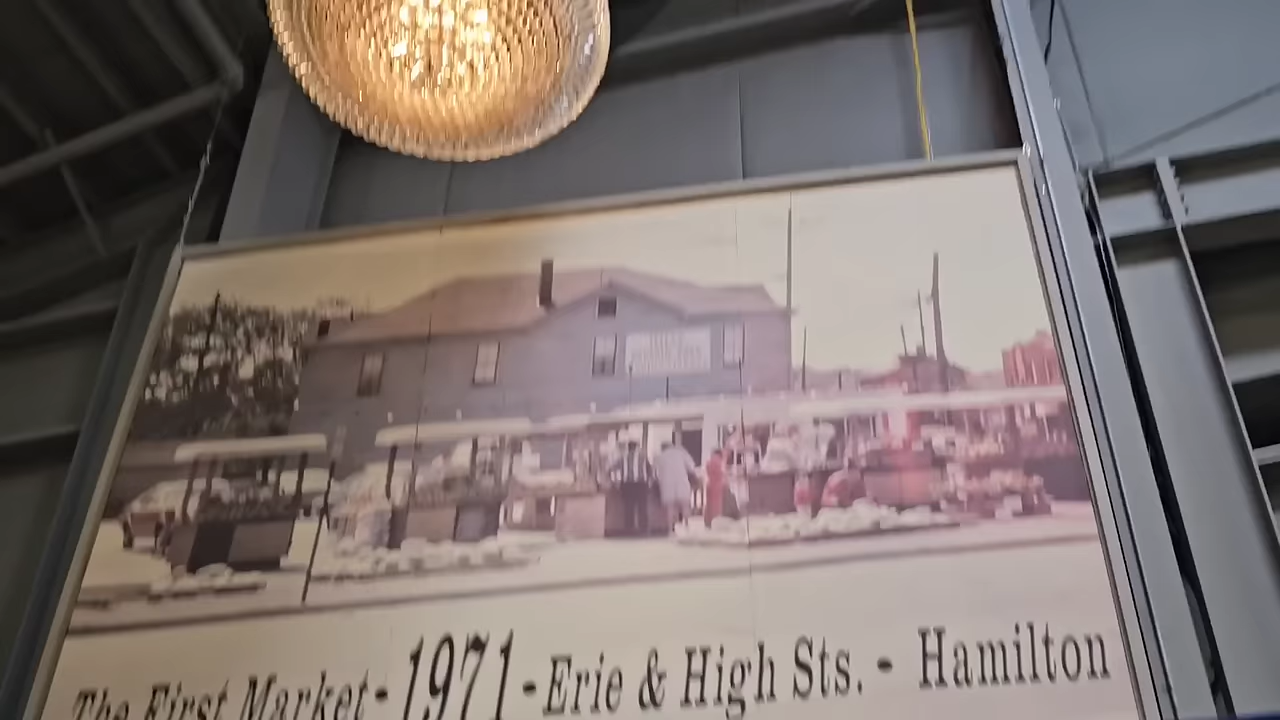 The First Market - 1971 - Erie & High Sts. - Hamilton